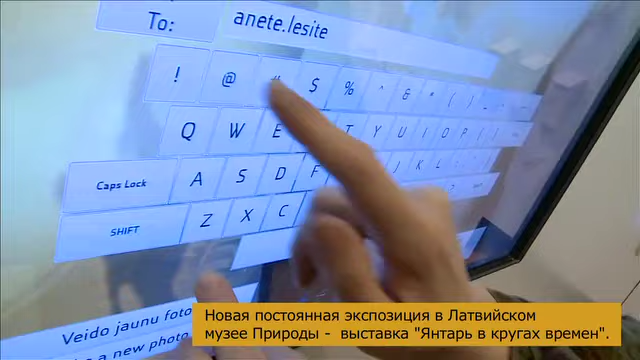 To:
anete.lesite
! @ # $ % ^ & * ( ) _
Q W E T Y U I O P (
Caps Lock A S D F J K L : "
SHIFT Z X C ?
Veido jaunu foto
a new photo
Новая постоянная экспозиция в Латвийском
музее Природы - выставка "Янтарь в кругах времен".